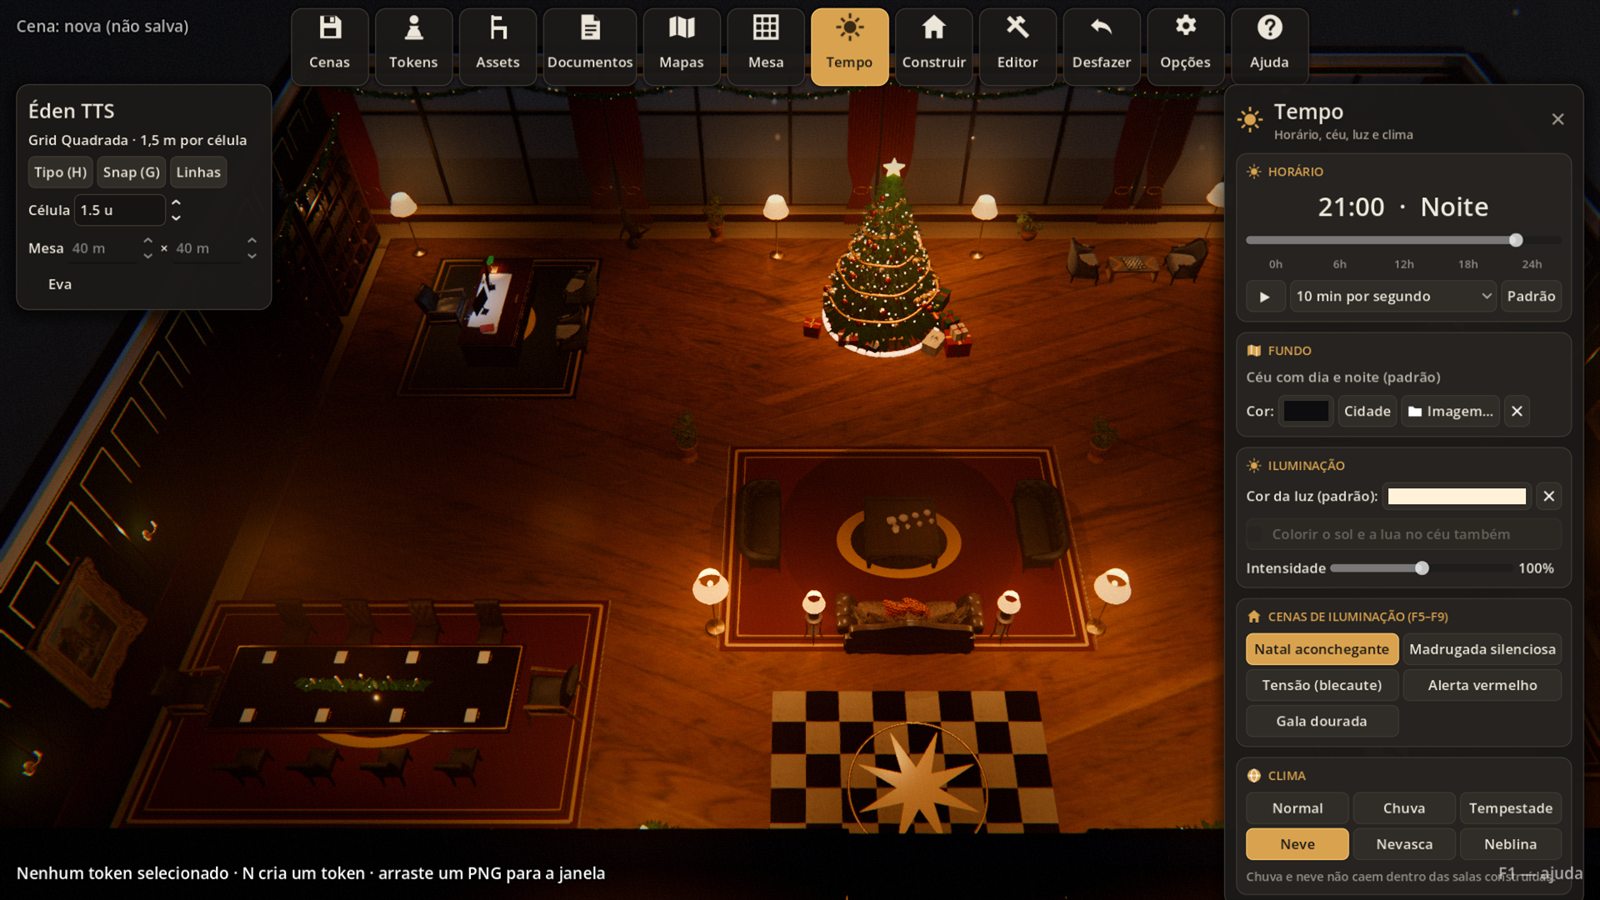 Cena: nova (não salva)
Cenas
Tokens
Assets
Documentos
Mapas
Mesa
Tempo
Construir
Editor
Desfazer
Opções
Ajuda
Éden TTS
Grid Quadrada · 1,5 m por célula
Tipo (H) Snap (G) Linhas
Célula 1.5 u
Mesa 40 m × 40 m
Eva
Tempo
Horário, céu, luz e clima
HORÁRIO
21:00 · Noite
0h 6h 12h 18h 24h
10 min por segundo Padrão
FUNDO
Céu com dia e noite (padrão)
Cor: Cidade Imagem...
ILUMINAÇÃO
Cor da luz (padrão):
Colorir o sol e a lua no céu também
Intensidade 100%
CENAS DE ILUMINAÇÃO (F5–F9)
Natal aconchegante Madrugada silenciosa
Tensão (blecaute) Alerta vermelho
Gala dourada
CLIMA
Normal Chuva Tempestade
Neve Nevasca Neblina
Chuva e neve não caem dentro das salas construídas.
F1 — ajuda
Nenhum token selecionado · N cria um token · arraste um PNG para a janela